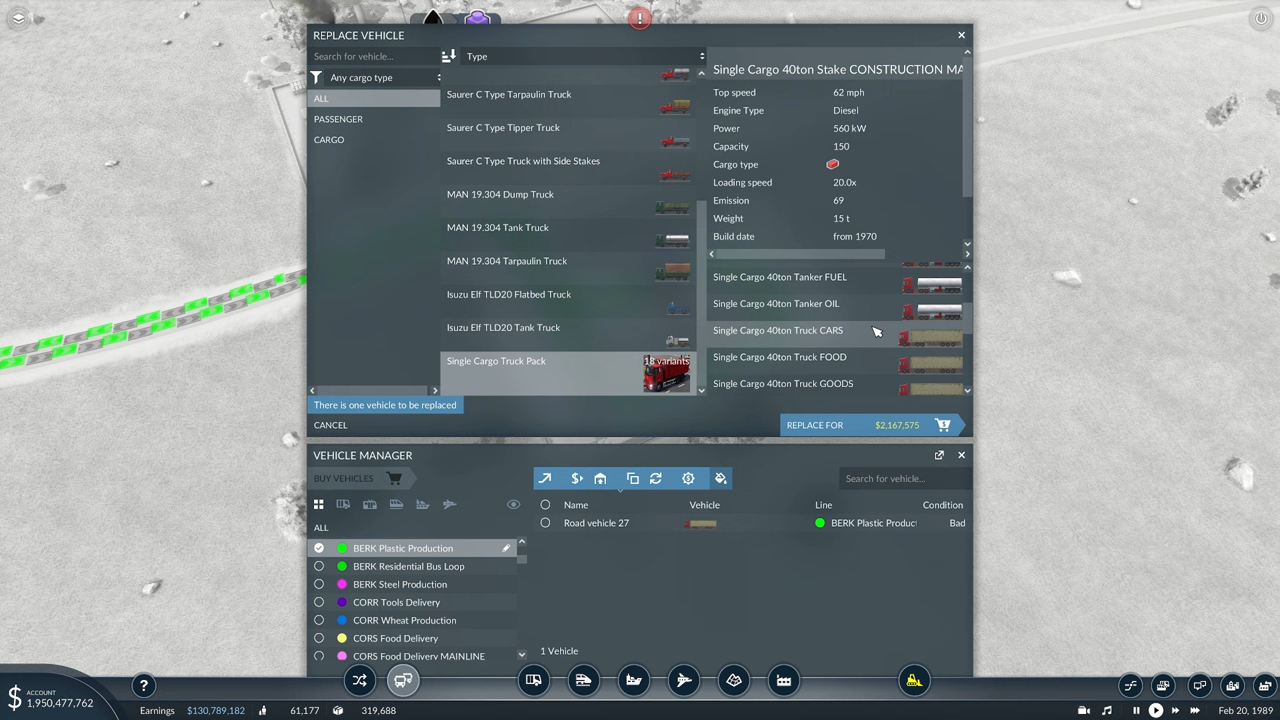 REPLACE VEHICLE
Search for vehicle...
Type
Any cargo type
ALL
PASSENGER
CARGO
Saurer C Type Tarpaulin Truck
Saurer C Type Tipper Truck
Saurer C Type Truck with Side Stakes
MAN 19.304 Dump Truck
MAN 19.304 Tank Truck
MAN 19.304 Tarpaulin Truck
Isuzu Elf TLD20 Flatbed Truck
Isuzu Elf TLD20 Tank Truck
Single Cargo Truck Pack
18 variants
Single Cargo 40ton Stake CONSTRUCTION MA
Top speed 62 mph
Engine Type Diesel
Power 560 kW
Capacity 150
Cargo type
Loading speed 20.0x
Emission 69
Weight 15 t
Build date from 1970
Single Cargo 40ton Tanker FUEL
Single Cargo 40ton Tanker OIL
Single Cargo 40ton Truck CARS
Single Cargo 40ton Truck FOOD
Single Cargo 40ton Truck GOODS
There is one vehicle to be replaced
CANCEL
REPLACE FOR $2,167,575
VEHICLE MANAGER
BUY VEHICLES
Search for vehicle...
ALL
BERK Plastic Production
BERK Residential Bus Loop
BERK Steel Production
CORR Tools Delivery
CORR Wheat Production
CORS Food Delivery
CORS Food Delivery MAINLINE
Name Vehicle Line Condition
Road vehicle 27 BERK Plastic Produc Bad
1 Vehicle
ACCOUNT
$ 1,950,477,762
?
Earnings $130,789,182 61,177 319,688
Feb 20, 1989